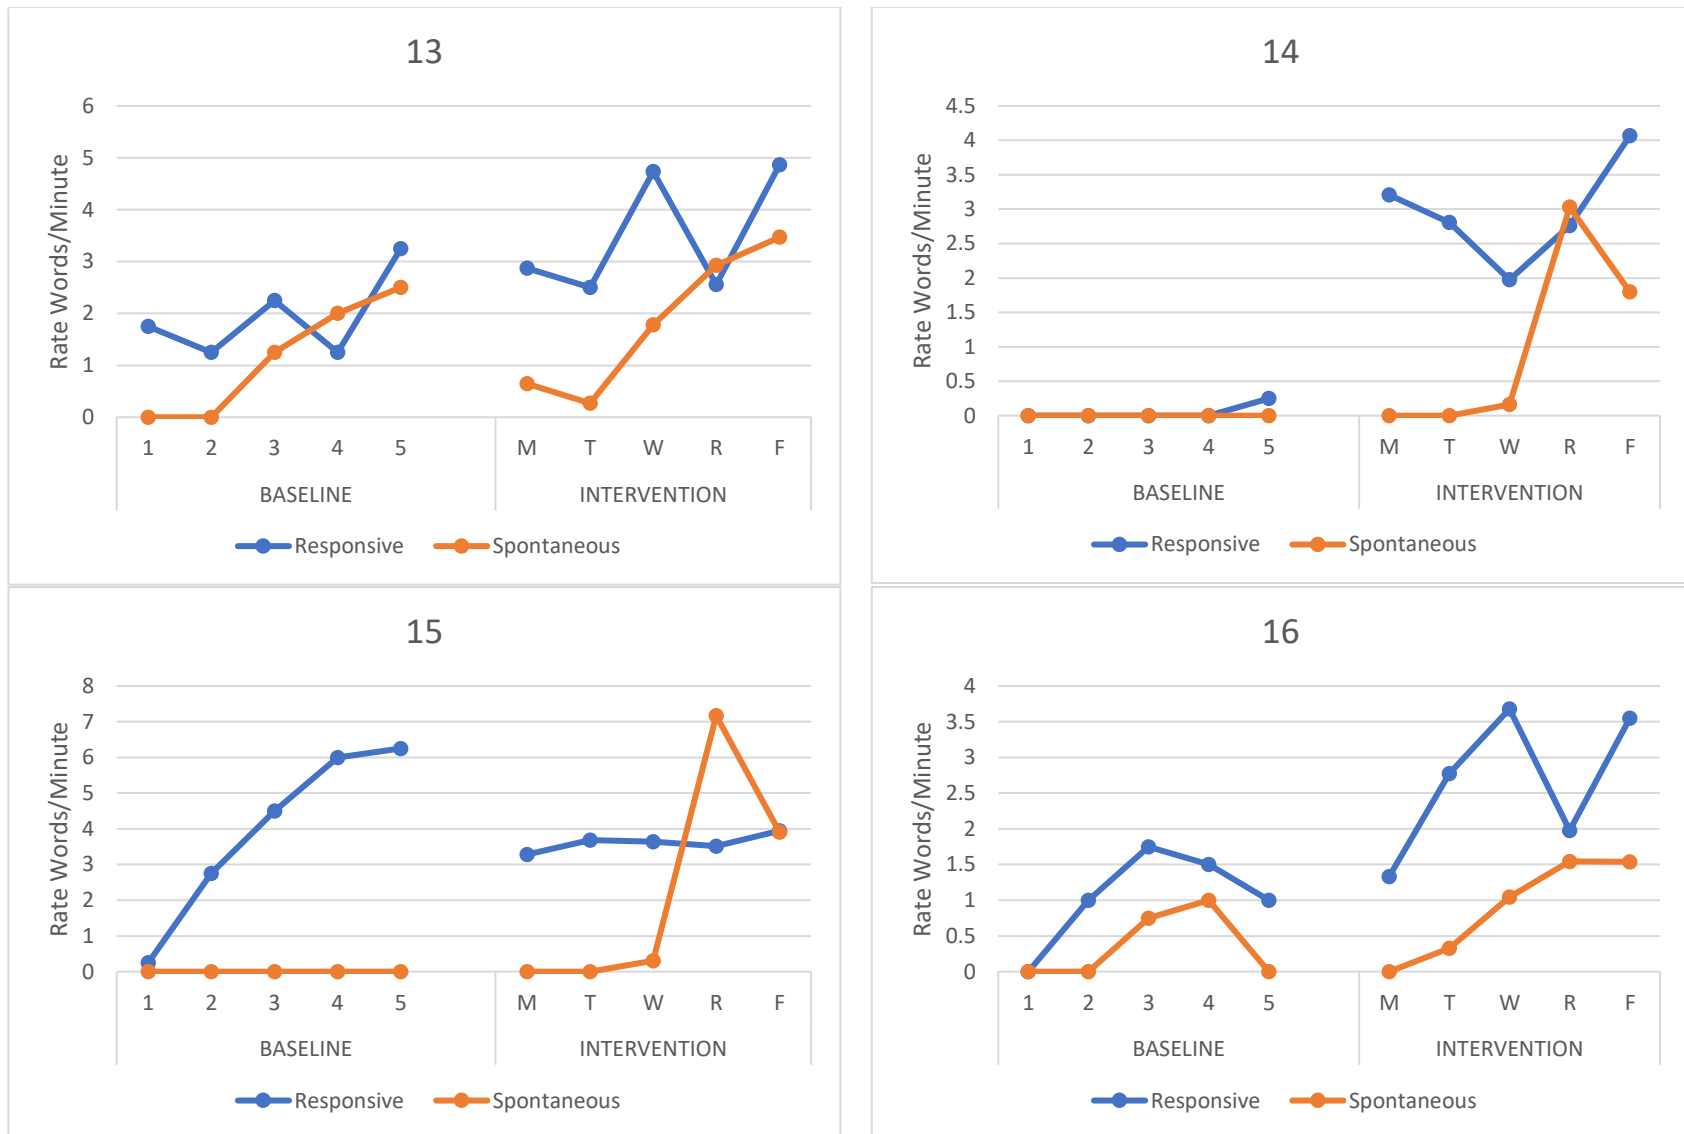 13
6
5
4
3
2
1
0
Rate Words/Minute
1 2 3 4 5 M T W R F
BASELINE INTERVENTION
Responsive Spontaneous
14
4.5
4
3.5
3
2.5
2
1.5
1
0.5
0
Rate Words/Minute
1 2 3 4 5 M T W R F
BASELINE INTERVENTION
Responsive Spontaneous
15
8
7
6
5
4
3
2
1
0
Rate Words/Minute
1 2 3 4 5 M T W R F
BASELINE INTERVENTION
Responsive Spontaneous
16
4
3.5
3
2.5
2
1.5
1
0.5
0
Rate Words/Minute
1 2 3 4 5 M T W R F
BASELINE INTERVENTION
Responsive Spontaneous